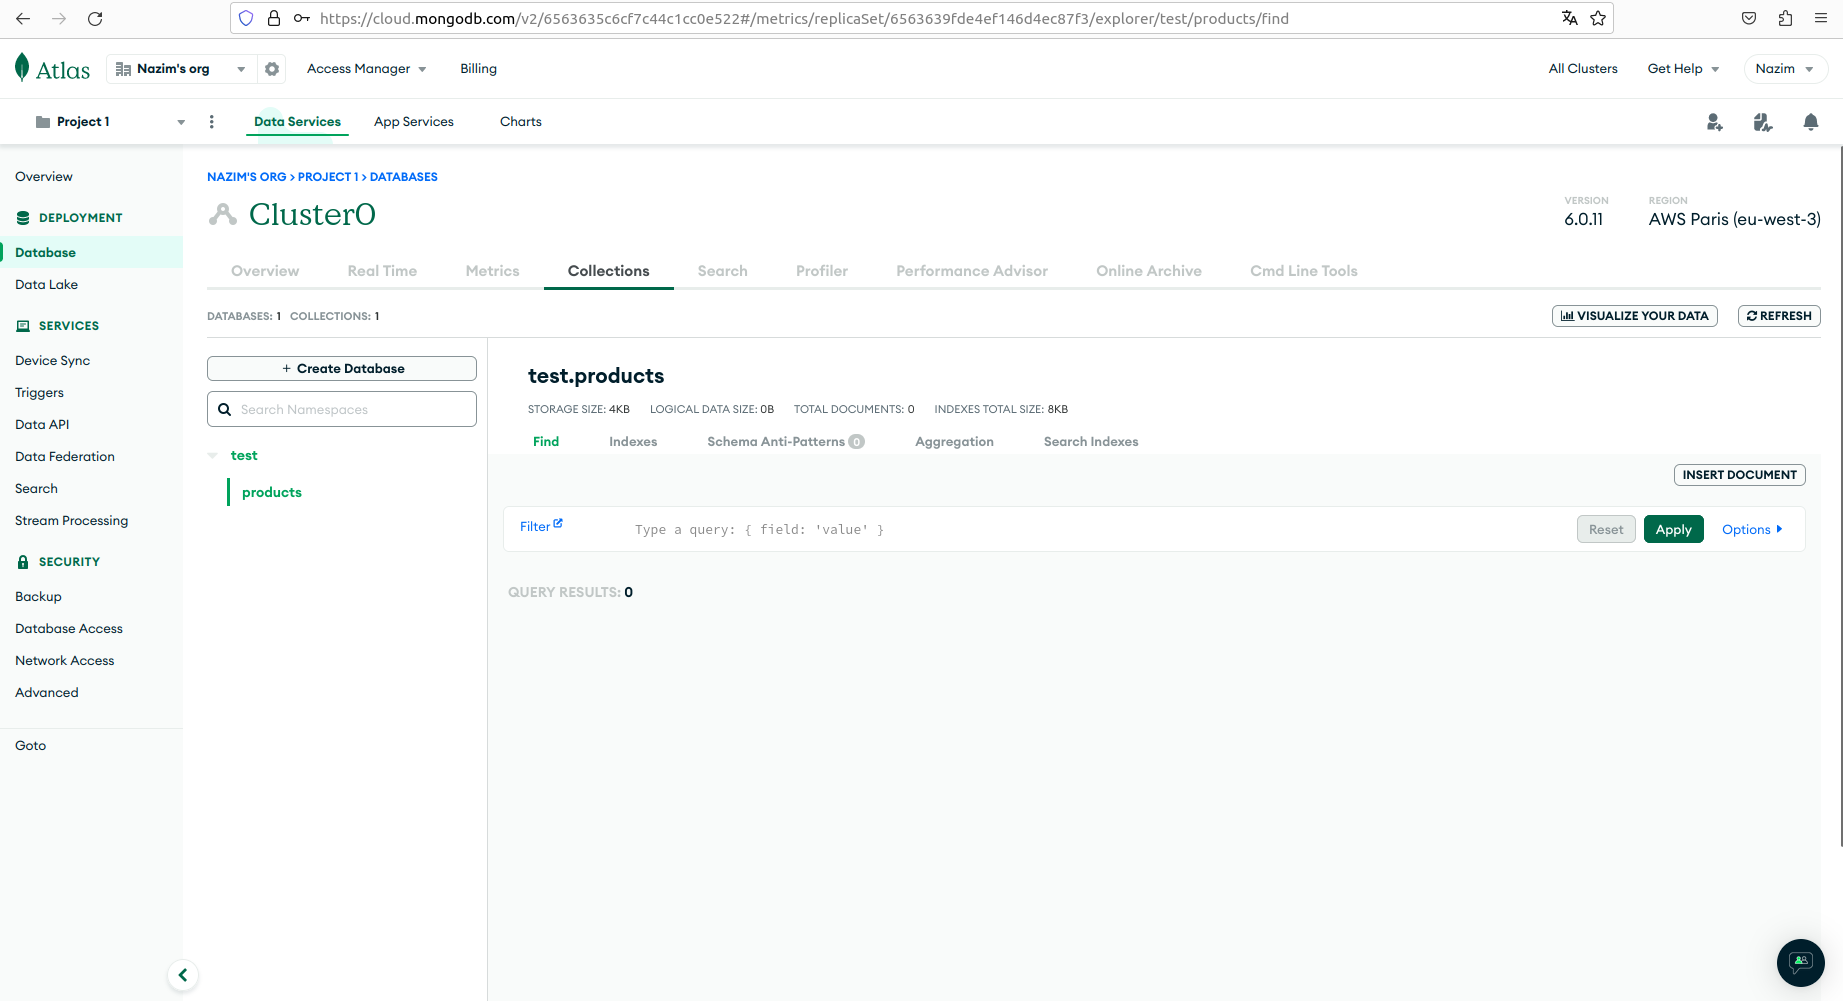 https://cloud.mongodb.com/v2/6563635c6cf7c44c1cc0e522#/metrics/replicaSet/6563639fde4ef146d4ec87f3/explorer/test/products/find
Atlas Nazim's org Access Manager Billing All Clusters Get Help Nazim
Project 1 Data Services App Services Charts
Overview
DEPLOYMENT
Database
Data Lake
SERVICES
Device Sync
Triggers
Data API
Data Federation
Search
Stream Processing
SECURITY
Backup
Database Access
Network Access
Advanced
Goto
NAZIM'S ORG > PROJECT 1 > DATABASES
Cluster0
VERSION
6.0.11
REGION
AWS Paris (eu-west-3)
Overview Real Time Metrics Collections Search Profiler Performance Advisor Online Archive Cmd Line Tools
DATABASES: 1 COLLECTIONS: 1
VISUALIZE YOUR DATA REFRESH
+ Create Database
Search Namespaces
test
products
test.products
STORAGE SIZE: 4KB LOGICAL DATA SIZE: 0B TOTAL DOCUMENTS: 0 INDEXES TOTAL SIZE: 8KB
Find Indexes Schema Anti-Patterns 0 Aggregation Search Indexes
INSERT DOCUMENT
Filter Type a query: { field: 'value' } Reset Apply Options
QUERY RESULTS: 0